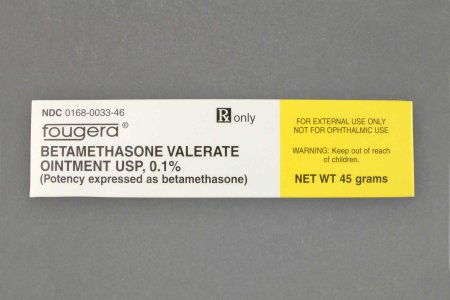 NDC 0168-0033-46
fougera®
Rx only
BETAMETHASONE VALERATE
OINTMENT USP, 0.1%
(Potency expressed as betamethasone)
FOR EXTERNAL USE ONLY
NOT FOR OPHTHALMIC USE
WARNING: Keep out of reach
of children.
NET WT 45 grams